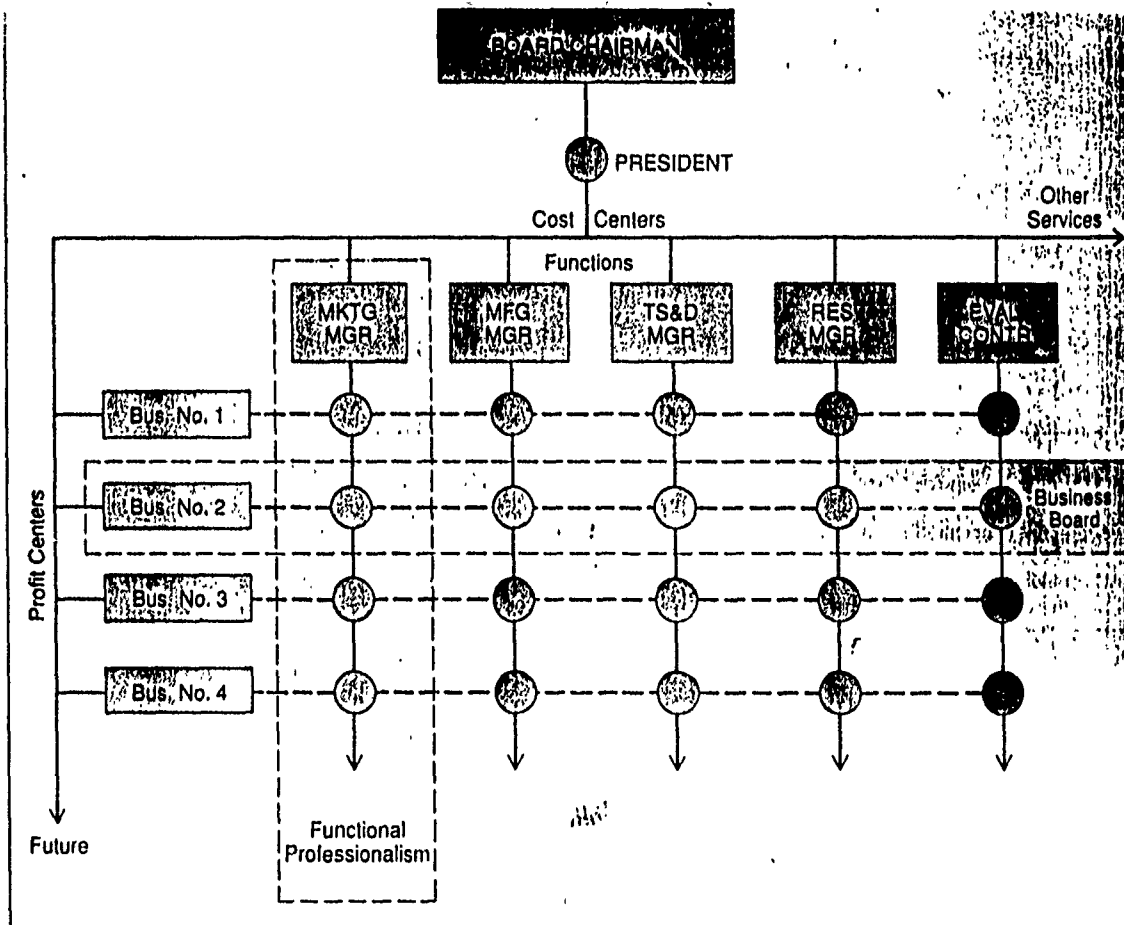 BOARD CHAIRMAN
PRESIDENT
Cost Centers
Other
Services
Functions
MKTG
MGR
MFG
MGR
TS&D
MGR
RES
MGR
EVAL
CONTR
Bus. No. 1
Bus. No. 2
Business
Board
Profit Centers
Bus. No. 3
Bus. No. 4
Future
Functional
Professionalism